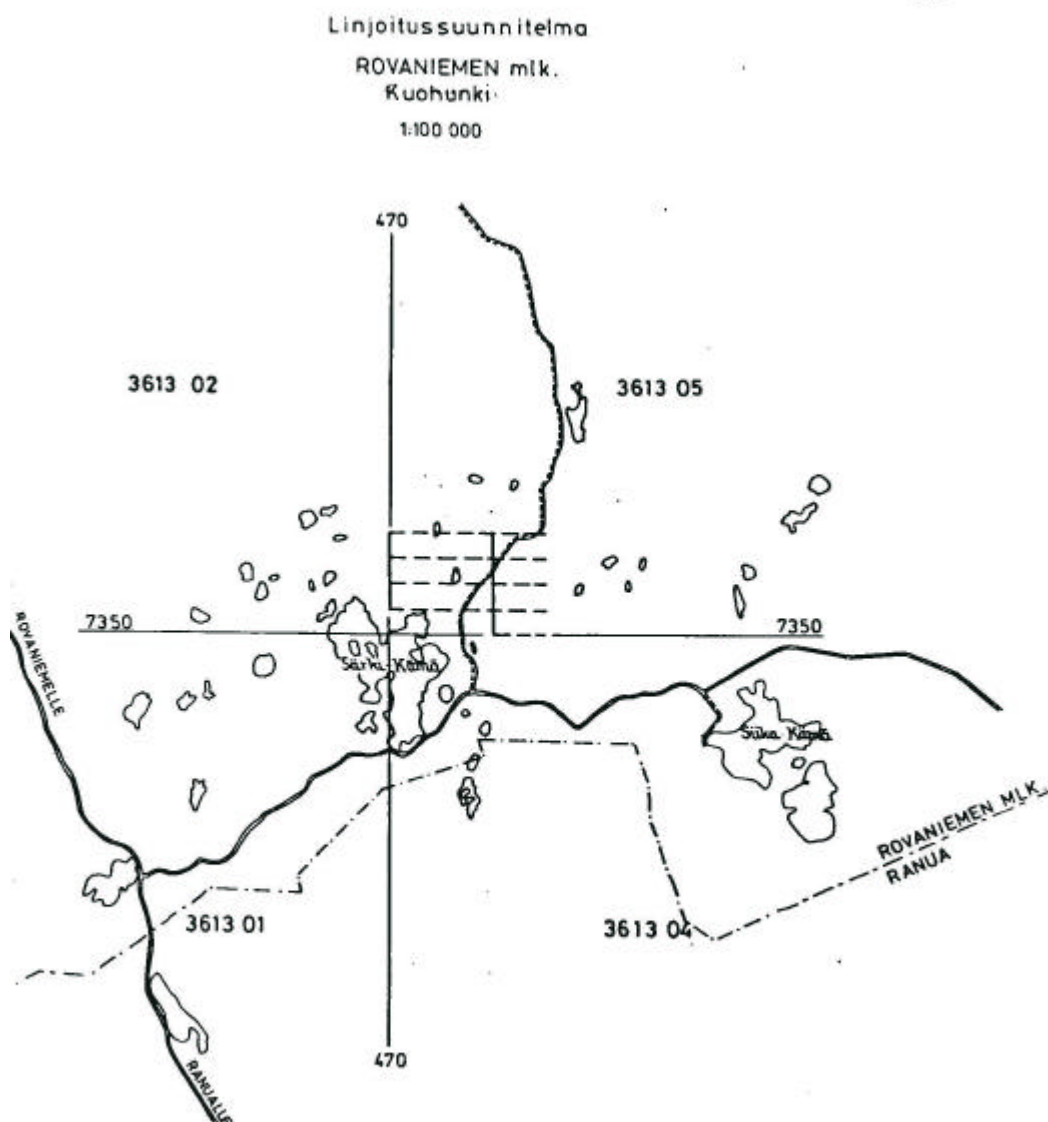 Linjoitussuunnitelma
ROVANIEMEN mlk.
Kuohunki
1:100 000
470
3613 02
3613 05
ROVANIEMELLE
7350
7350
Särki-Kämä
Siika Kämä
ROVANIEMEN MLK
RANUA
3613 01
3613 04
470
RANUALLE